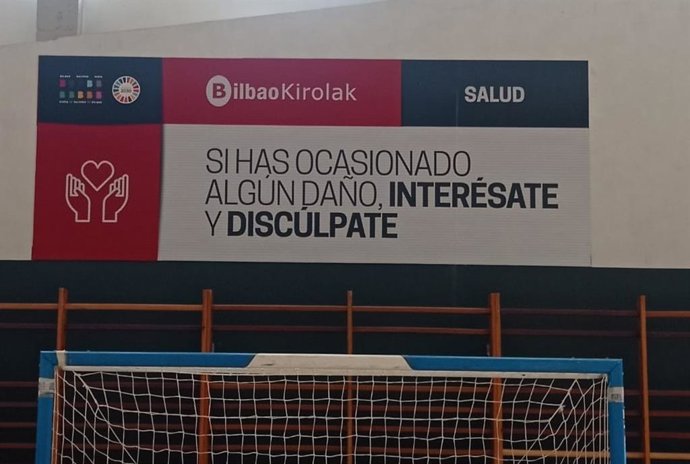 BilbaoKirolak
SALUD
SI HAS OCASIONADO
ALGÚN DAÑO, INTERÉSATE
Y DISCÚLPATE